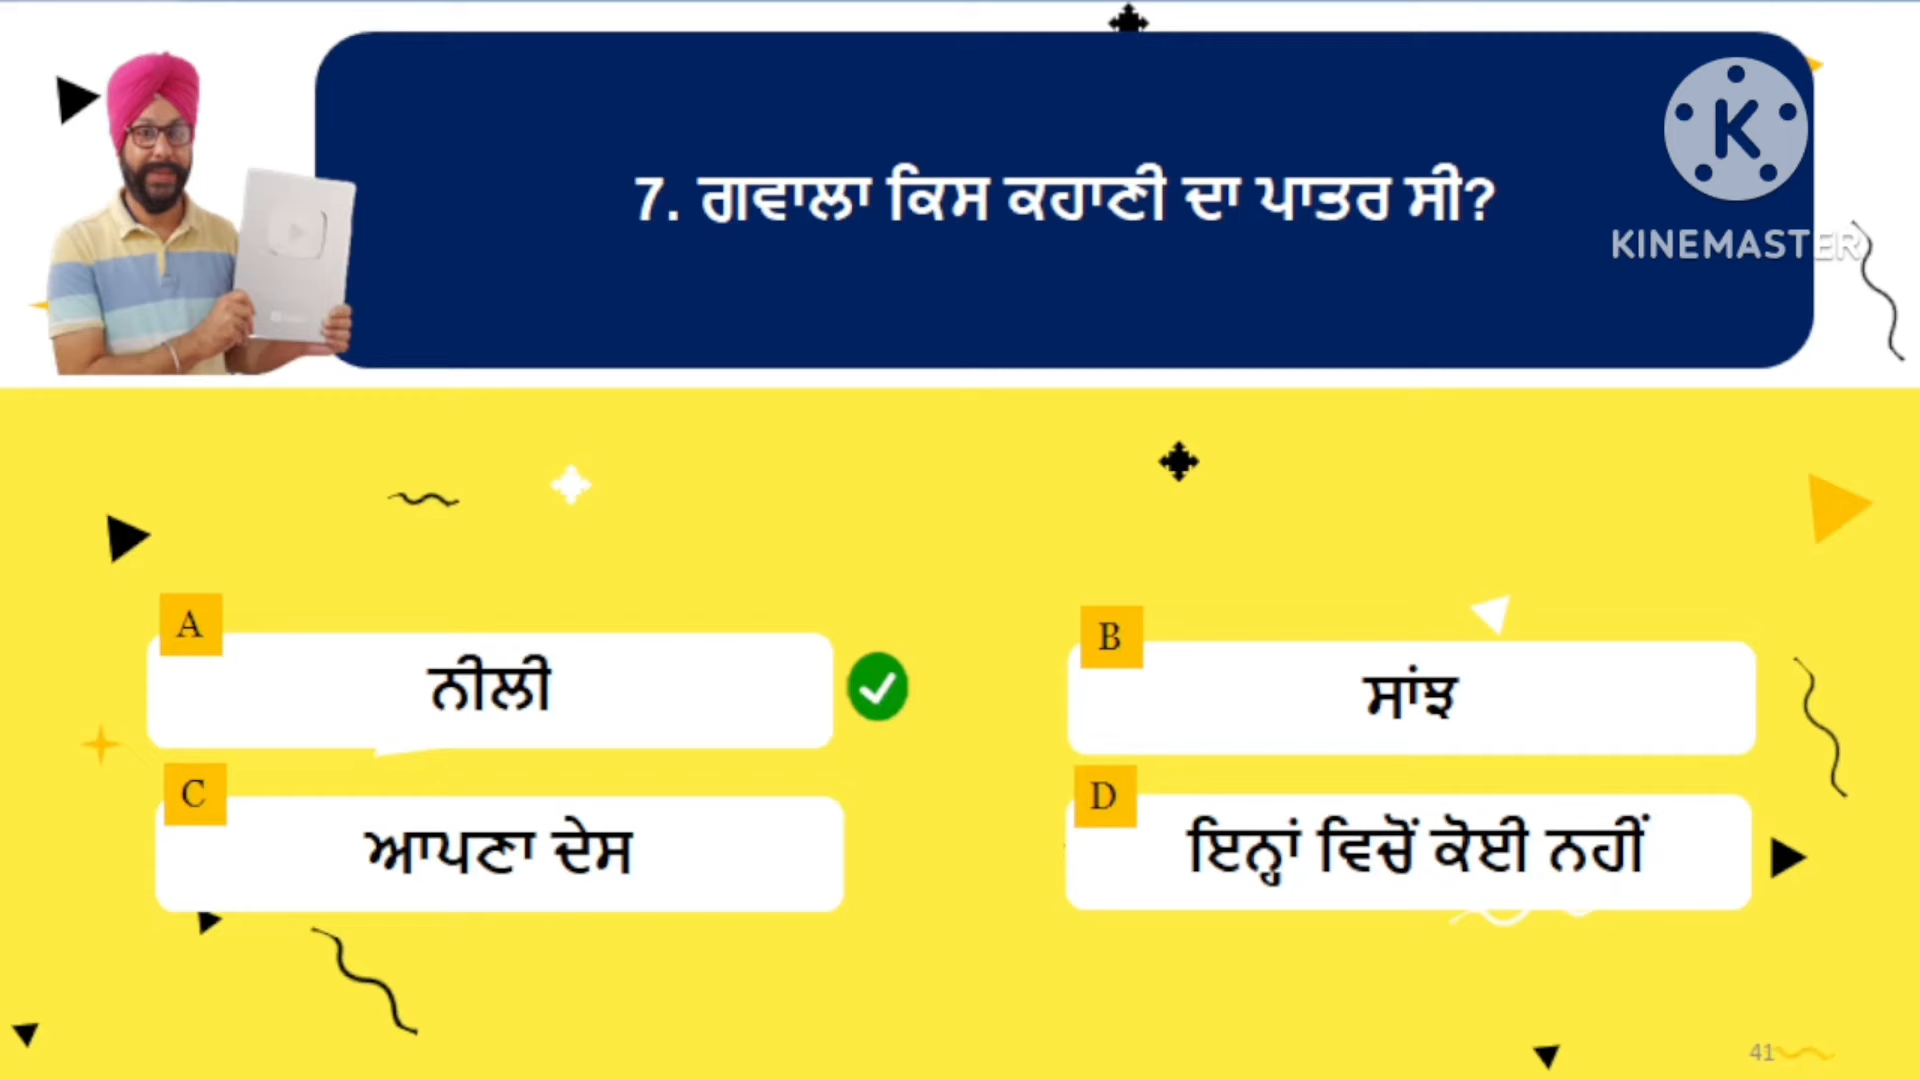 7. ਗਵਾਲਾ ਕਿਸ ਕਹਾਣੀ ਦਾ ਪਾਤਰ ਸੀ?
K
KINEMASTER
A
ਨੀਲੀ
B
ਸਾਂਝ
C
ਆਪਣਾ ਦੇਸ
D
ਇਨ੍ਹਾਂ ਵਿਚੋਂ ਕੋਈ ਨਹੀਂ
41